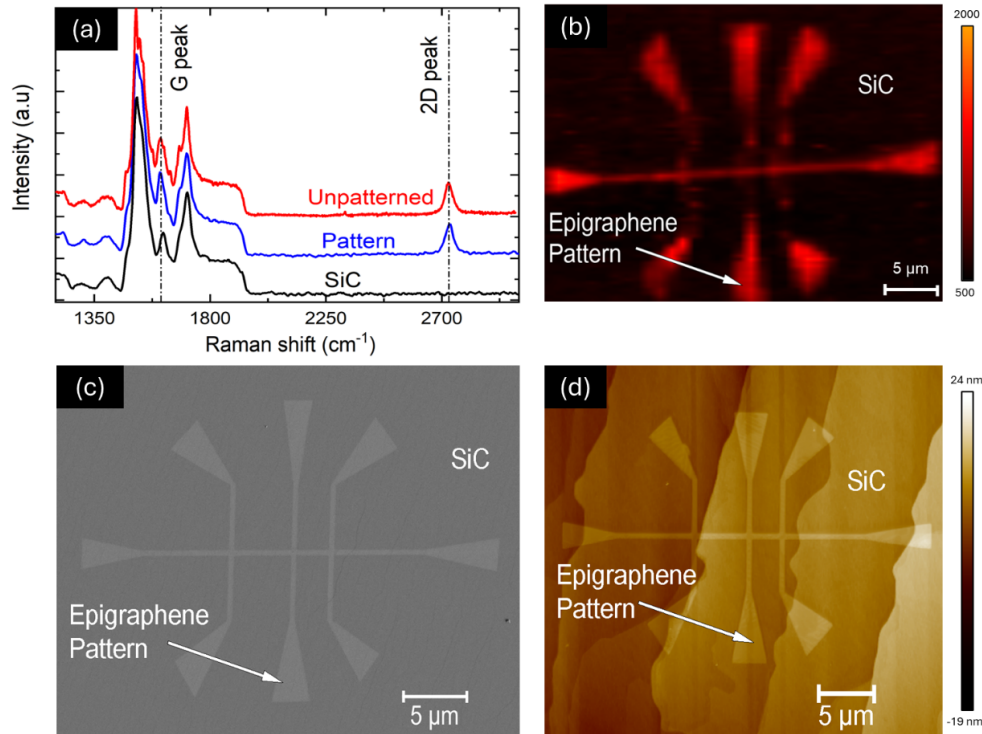 (a)
Intensity (a.u)
G peak
2D peak
Unpatterned
Pattern
SiC
1350 1800 2250 2700
Raman shift (cm⁻¹)
(b)
SiC
Epigraphene
Pattern
5 μm
2000
500
(c)
SiC
Epigraphene
Pattern
5 μm
(d)
SiC
Epigraphene
Pattern
5 μm
24 nm
-19 nm